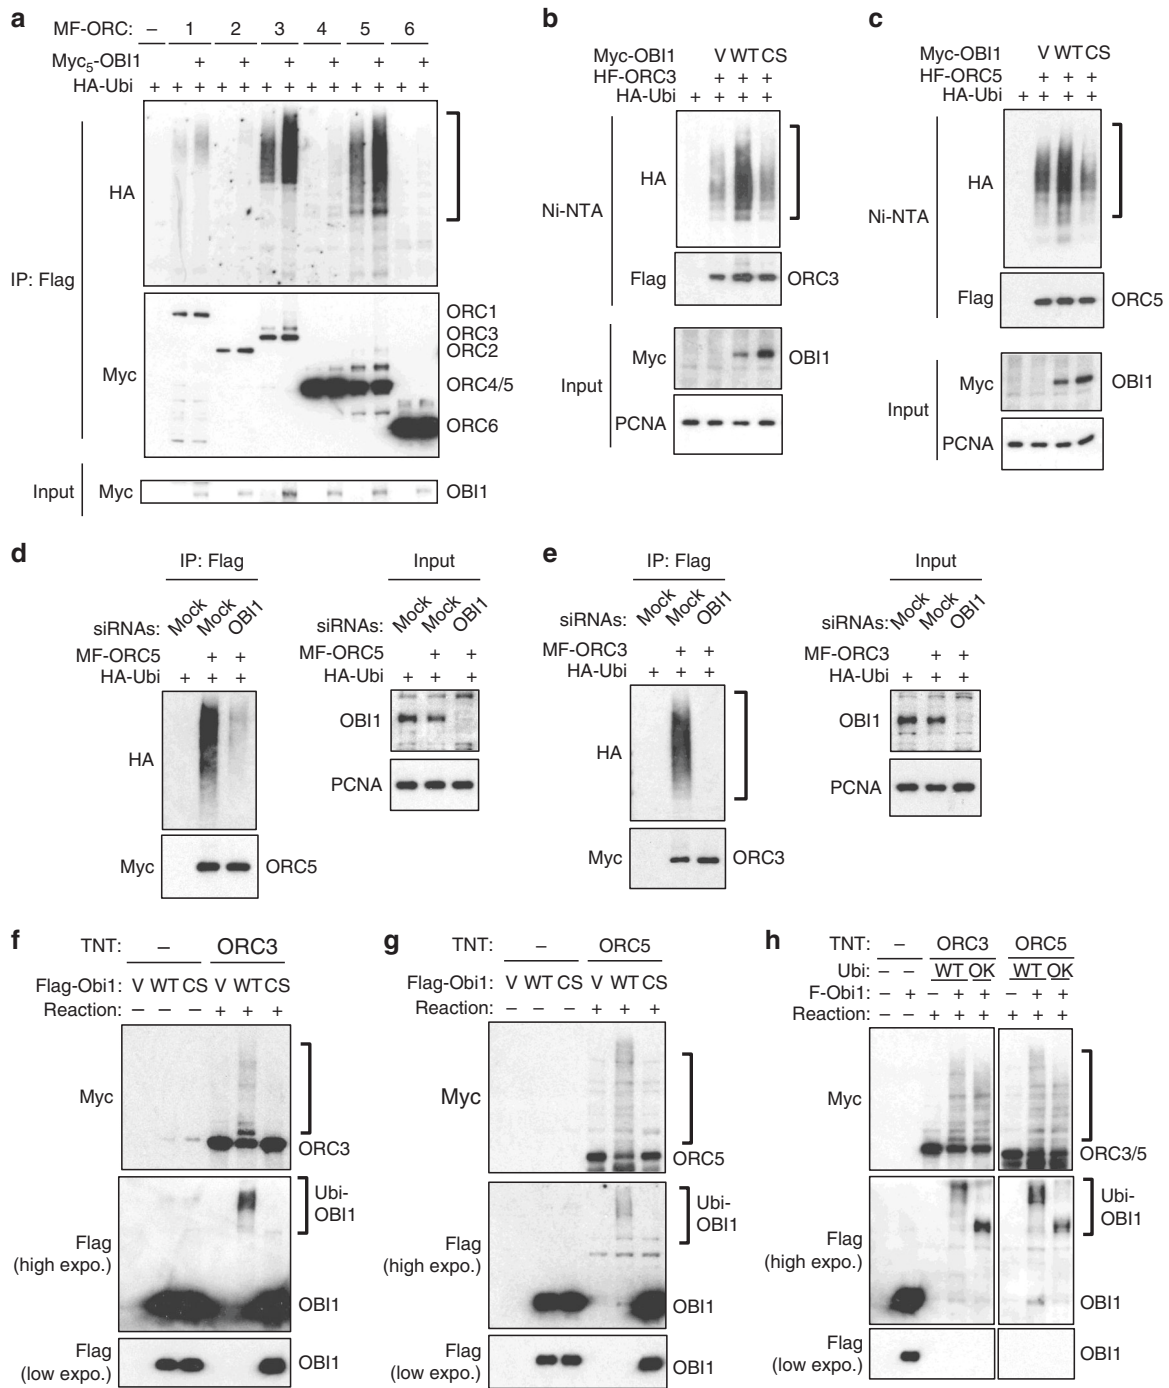 a
MF-ORC: – 1 2 3 4 5 6
Myc5-OBI1 + + + + + +
HA-Ubi + + + + + + + + + + + + +
IP: Flag
HA
Myc
ORC1
ORC3
ORC2
ORC4/5
ORC6
Input Myc OBI1
b
Myc-OBI1 V WT CS
HF-ORC3 + + +
HA-Ubi + + + +
Ni-NTA
HA
Flag ORC3
Input
Myc OBI1
PCNA
c
Myc-OBI1 V WT CS
HF-ORC5 + + +
HA-Ubi + + + +
Ni-NTA
HA
Flag ORC5
Input
Myc OBI1
PCNA
d
IP: Flag Input
siRNAs: Mock Mock OBI1 siRNAs: Mock Mock OBI1
MF-ORC5 + + MF-ORC5 + +
HA-Ubi + + + HA-Ubi + + +
HA
Myc ORC5
OBI1
PCNA
e
IP: Flag Input
siRNAs: Mock Mock OBI1 siRNAs: Mock Mock OBI1
MF-ORC3 + + MF-ORC3 + +
HA-Ubi + + + HA-Ubi + + +
HA
Myc ORC3
OBI1
PCNA
f
TNT: – ORC3
Flag-Obi1: V WT CS V WT CS
Reaction: – – – + + +
Myc
ORC3
Ubi-
OBI1
Flag
(high expo.)
OBI1
Flag
(low expo.)
OBI1
g
TNT: – ORC5
Flag-Obi1: V WT CS V WT CS
Reaction: – – – + + +
Myc
ORC5
Ubi-
OBI1
Flag
(high expo.)
OBI1
Flag
(low expo.)
OBI1
h
TNT: – ORC3 ORC5
Ubi: – – WT OK WT OK
F-Obi1: – + – + + – + +
Reaction: – – + + + + + +
Myc
ORC3/5
Ubi-
OBI1
Flag
(high expo.)
OBI1
Flag
(low expo.)
OBI1